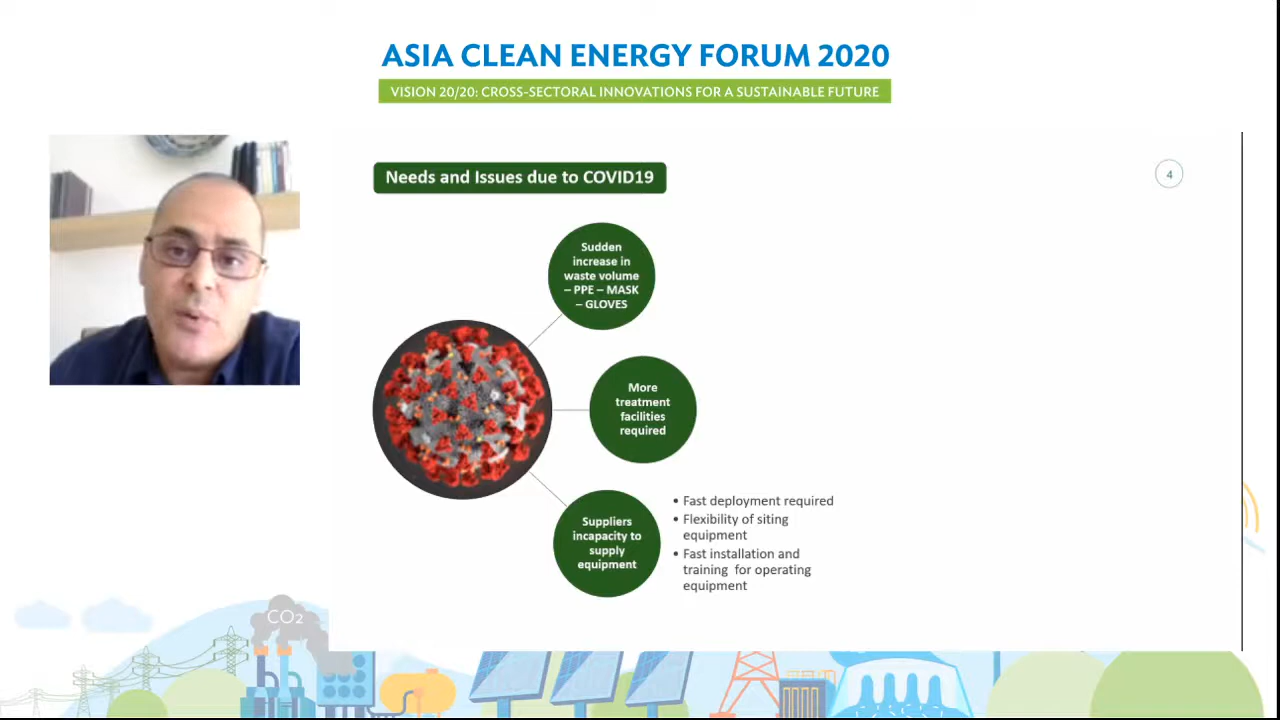 ASIA CLEAN ENERGY FORUM 2020
VISION 20/20: CROSS-SECTORAL INNOVATIONS FOR A SUSTAINABLE FUTURE
Needs and Issues due to COVID19
4
Sudden
increase in
waste volume
– PPE – MASK
– GLOVES
More
treatment
facilities
required
Suppliers
incapacity to
supply
equipment
• Fast deployment required
• Flexibility of siting
equipment
• Fast installation and
training for operating
equipment
CO2